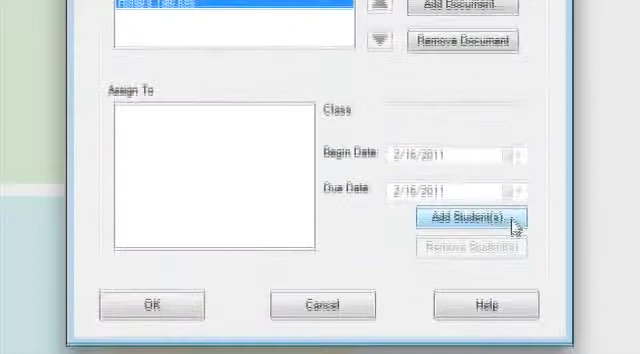 Add Document
Remove Document
Assign To
Class
Begin Date: 2/16/2011
Due Date 2/16/2011
Add Student(s)
Remove Student(s)
OK Cancel Help